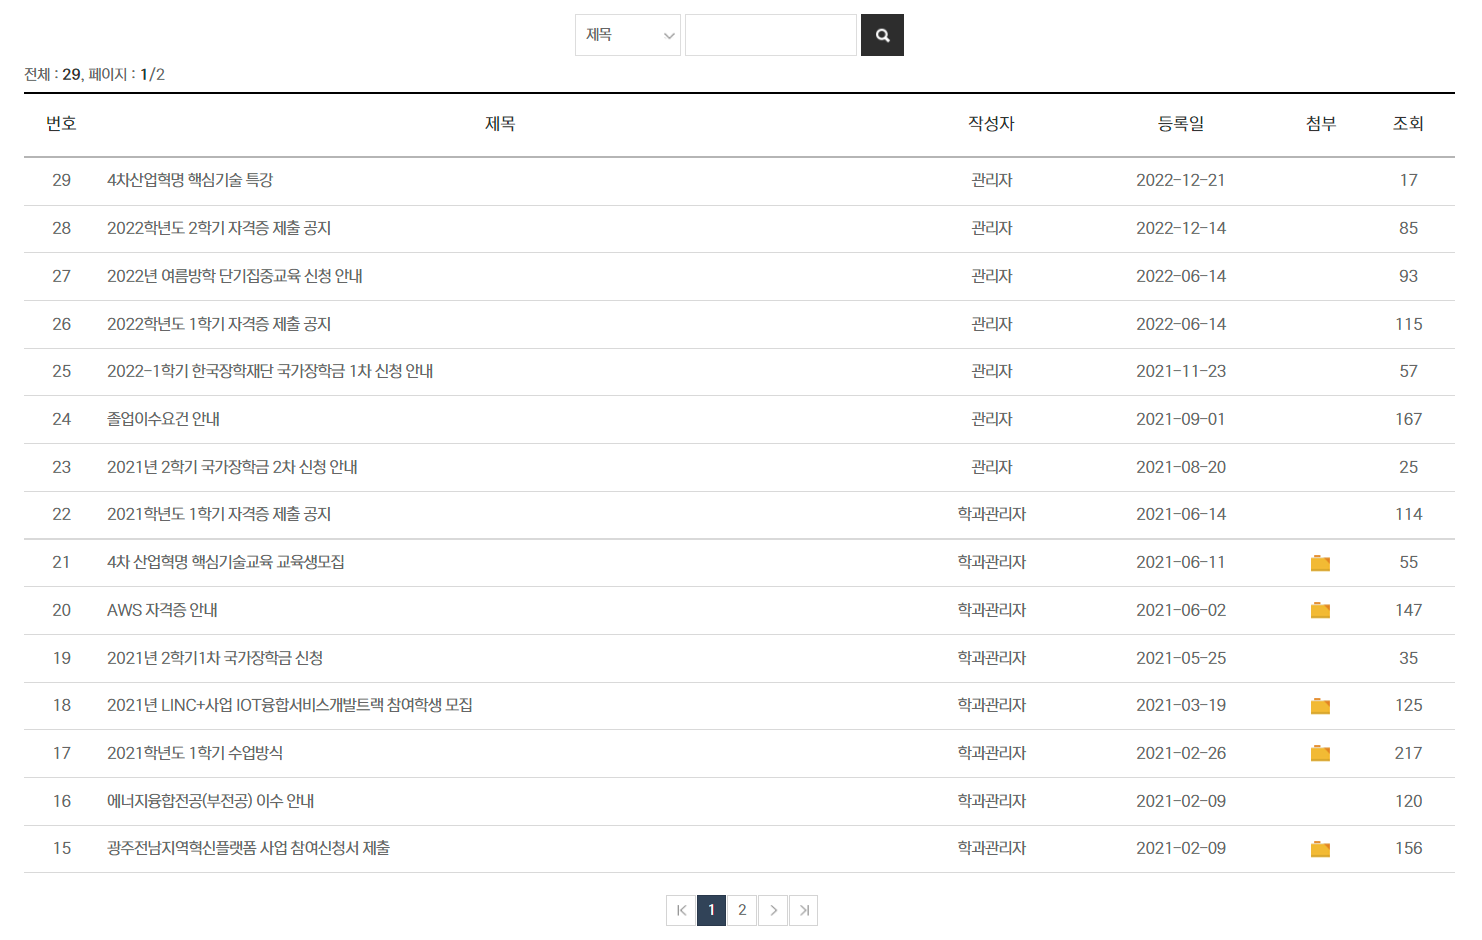 제목
전체 : 29, 페이지 : 1/2
번호 제목 작성자 등록일 첨부 조회
29 4차산업혁명 핵심기술 특강 관리자 2022-12-21 17
28 2022학년도 2학기 자격증 제출 공지 관리자 2022-12-14 85
27 2022년 여름방학 단기집중교육 신청 안내 관리자 2022-06-14 93
26 2022학년도 1학기 자격증 제출 공지 관리자 2022-06-14 115
25 2022-1학기 한국장학재단 국가장학금 1차 신청 안내 관리자 2021-11-23 57
24 졸업이수요건 안내 관리자 2021-09-01 167
23 2021년 2학기 국가장학금 2차 신청 안내 관리자 2021-08-20 25
22 2021학년도 1학기 자격증 제출 공지 학과관리자 2021-06-14 114
21 4차 산업혁명 핵심기술교육 교육생모집 학과관리자 2021-06-11 55
20 AWS 자격증 안내 학과관리자 2021-06-02 147
19 2021년 2학기1차 국가장학금 신청 학과관리자 2021-05-25 35
18 2021년 LINC+사업 IOT융합서비스개발트랙 참여학생 모집 학과관리자 2021-03-19 125
17 2021학년도 1학기 수업방식 학과관리자 2021-02-26 217
16 에너지융합전공(부전공) 이수 안내 학과관리자 2021-02-09 120
15 광주전남지역혁신플랫폼 사업 참여신청서 제출 학과관리자 2021-02-09 156
1 2